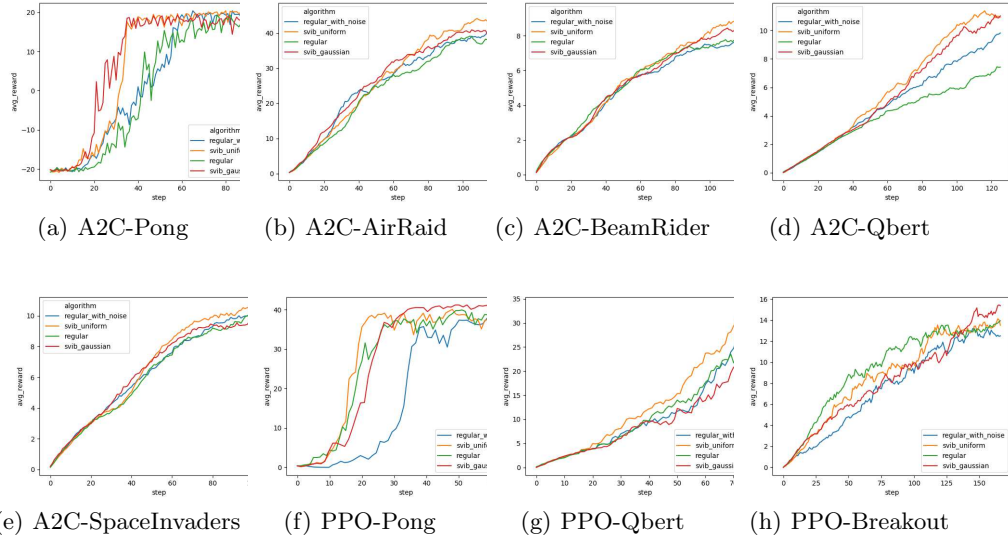 avg_reward
20
10
0
−10
−20
0
20
40
60
80
step
algorithm
regular_with_n
svib_unifo
regular
svib_gaus
(a) A2C-Pong
avg_reward
40
30
20
10
0
0
20
40
60
80
100
step
algorithm
regular_with_noise
svib_uniform
regular
svib_gaussian
(b) A2C-AirRaid
avg_reward
8
6
4
2
0
0
20
40
60
80
100
step
algorithm
regular_with_noise
svib_uniform
regular
svib_gaussian
(c) A2C-BeamRider
avg_reward
10
8
6
4
2
0
0
20
40
60
80
100
120
step
algorithm
regular_with_noise
svib_uniform
regular
svib_gaussian
(d) A2C-Qbert
avg_reward
10
8
6
4
2
0
0
20
40
60
80
step
algorithm
regular_with_noise
svib_uniform
regular
svib_gaussian
(e) A2C-SpaceInvaders
avg_reward
40
30
20
10
0
0
10
20
30
40
50
step
regular_wi
svib_unifo
regular
svib_gaus
(f) PPO-Pong
avg_reward
35
30
25
20
15
10
5
0
0
10
20
30
40
50
60
70
step
regular_with
svib_uniform
regular
svib_gaussian
(g) PPO-Qbert
avg_reward
16
14
12
10
8
6
4
2
0
0
25
50
75
100
125
150
step
regular_with_noise
svib_uniform
regular
svib_gaussian
(h) PPO-Breakout